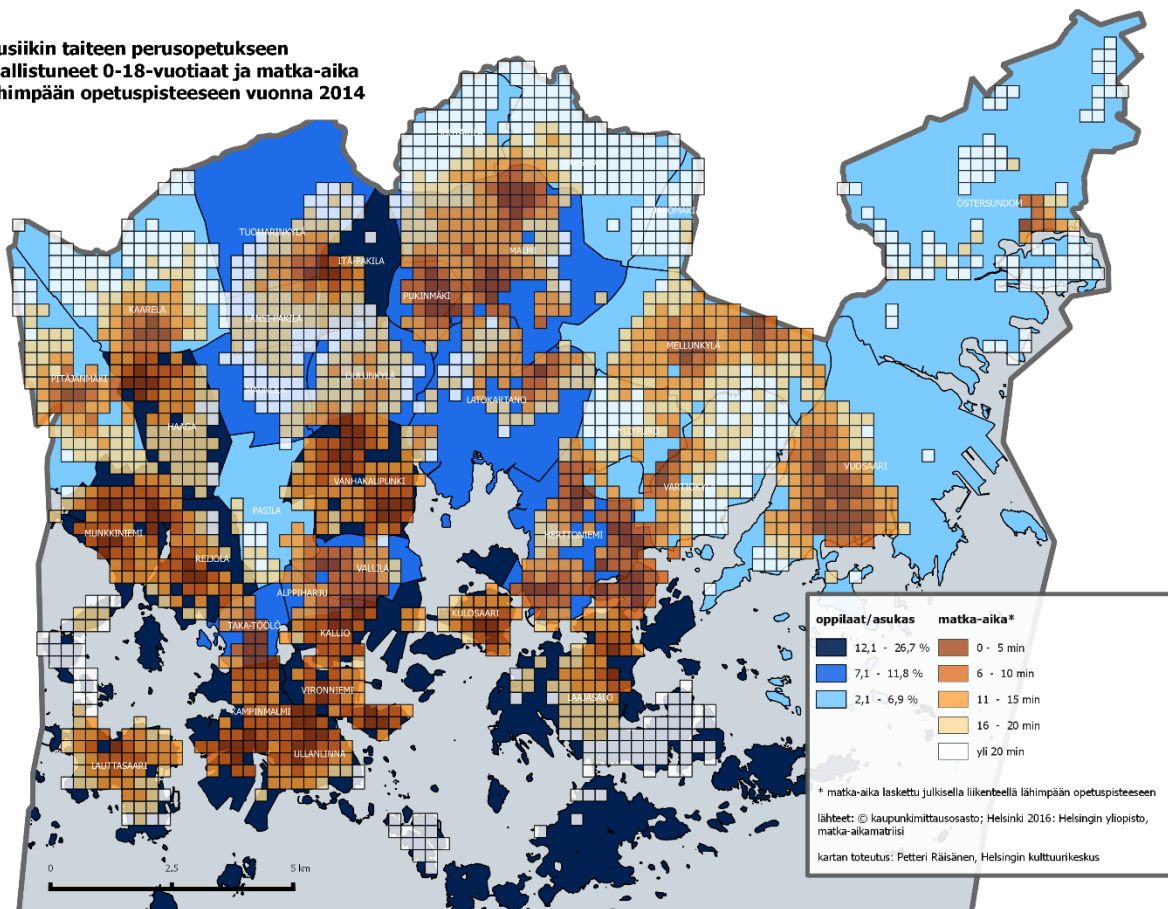 usiikin taiteen perusopetukseen
allistuneet 0-18-vuotiaat ja matka-aika
himpään opetuspisteeseen vuonna 2014
ÖSTERSUNDOM
TUOMARINKYLÄ
MALMI
ITÄ-PAKILA
PUKINMÄKI
KAARELA
LÄNSI-PAKILA
MELLUNKYLÄ
PITÄJÄNMÄKI
OULUNKYLÄ
LATOKARTANO
HAAGA
MYLLYPURO
VUOSAARI
VANHAKAUPUNKI
VARTIOKYLÄ
PASILA
MUNKKINIEMI
HERTTONIEMI
REIJOLA
VALLILA
ALPPIHARJU
KULOSAARI
TAKA-TÖÖLÖ
KALLIO
VIRONNIEMI
LAAJASALO
KAMPINMALMI
ULLANLINNA
LAUTTASAARI
0 2.5 5 km
oppilaat/asukas matka-aika*
12,1 - 26,7 % 0 - 5 min
7,1 - 11,8 % 6 - 10 min
2,1 - 6,9 % 11 - 15 min
16 - 20 min
yli 20 min
* matka-aika laskettu julkisella liikenteellä lähimpään opetuspisteeseen
lähteet: © kaupunkimittausosasto; Helsinki 2016: Helsingin yliopisto,
matka-aikamatriisi
kartan toteutus: Petteri Räisänen, Helsingin kulttuurikeskus